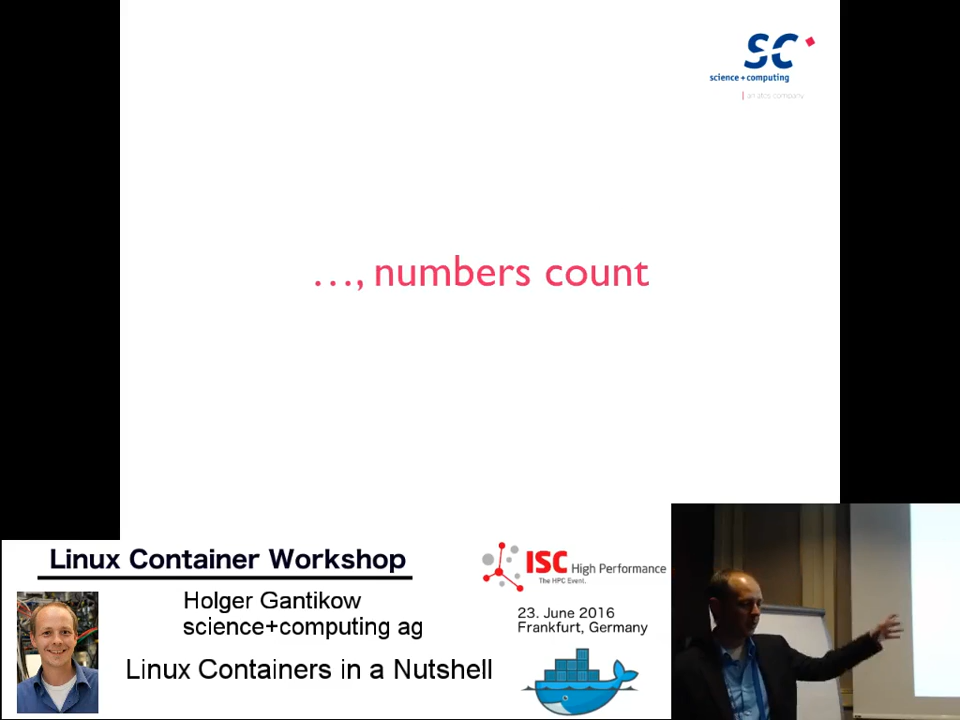 SC
science + computing
an atos company
…, numbers count
Linux Container Workshop
Holger Gantikow
science+computing ag
Linux Containers in a Nutshell
ISC High Performance
The HPC Event.
23. June 2016
Frankfurt, Germany